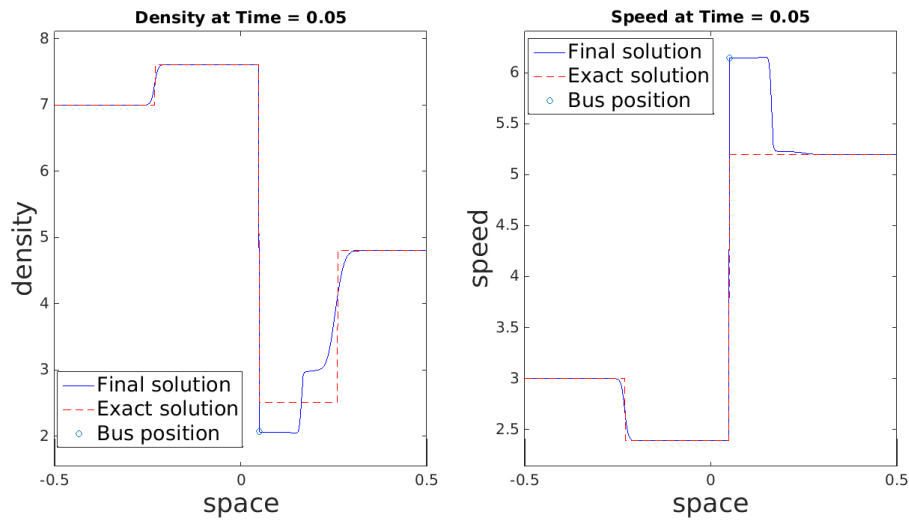 Density at Time = 0.05
8
7
6
5
4
3
2
density
Final solution
Exact solution
Bus position
-0.5
0
0.5
space
Speed at Time = 0.05
Final solution
Exact solution
Bus position
6
5.5
5
4.5
4
3.5
3
2.5
speed
-0.5
0
0.5
space